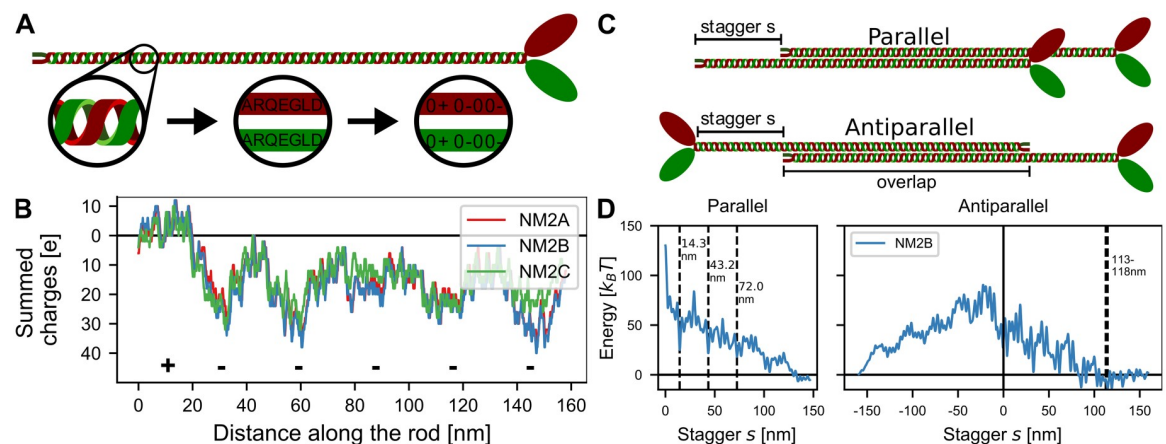 A
ARQEGLD
ARQEGLD
0+ 0-00-
0+ 0-00-
B
Summed
charges [e]
10
0
10
20
30
40
NM2A
NM2B
NM2C
+
-
-
-
-
-
0 20 40 60 80 100 120 140 160
Distance along the rod [nm]
C
stagger s
Parallel
stagger s
Antiparallel
overlap
D
Parallel
Antiparallel
Energy [kBT]
150
100
50
0
14.3
nm
43.2
nm
72.0
nm
NM2B
113-
118nm
0 50 100 150
-150 -100 -50 0 50 100 150
Stagger s [nm]
Stagger s [nm]